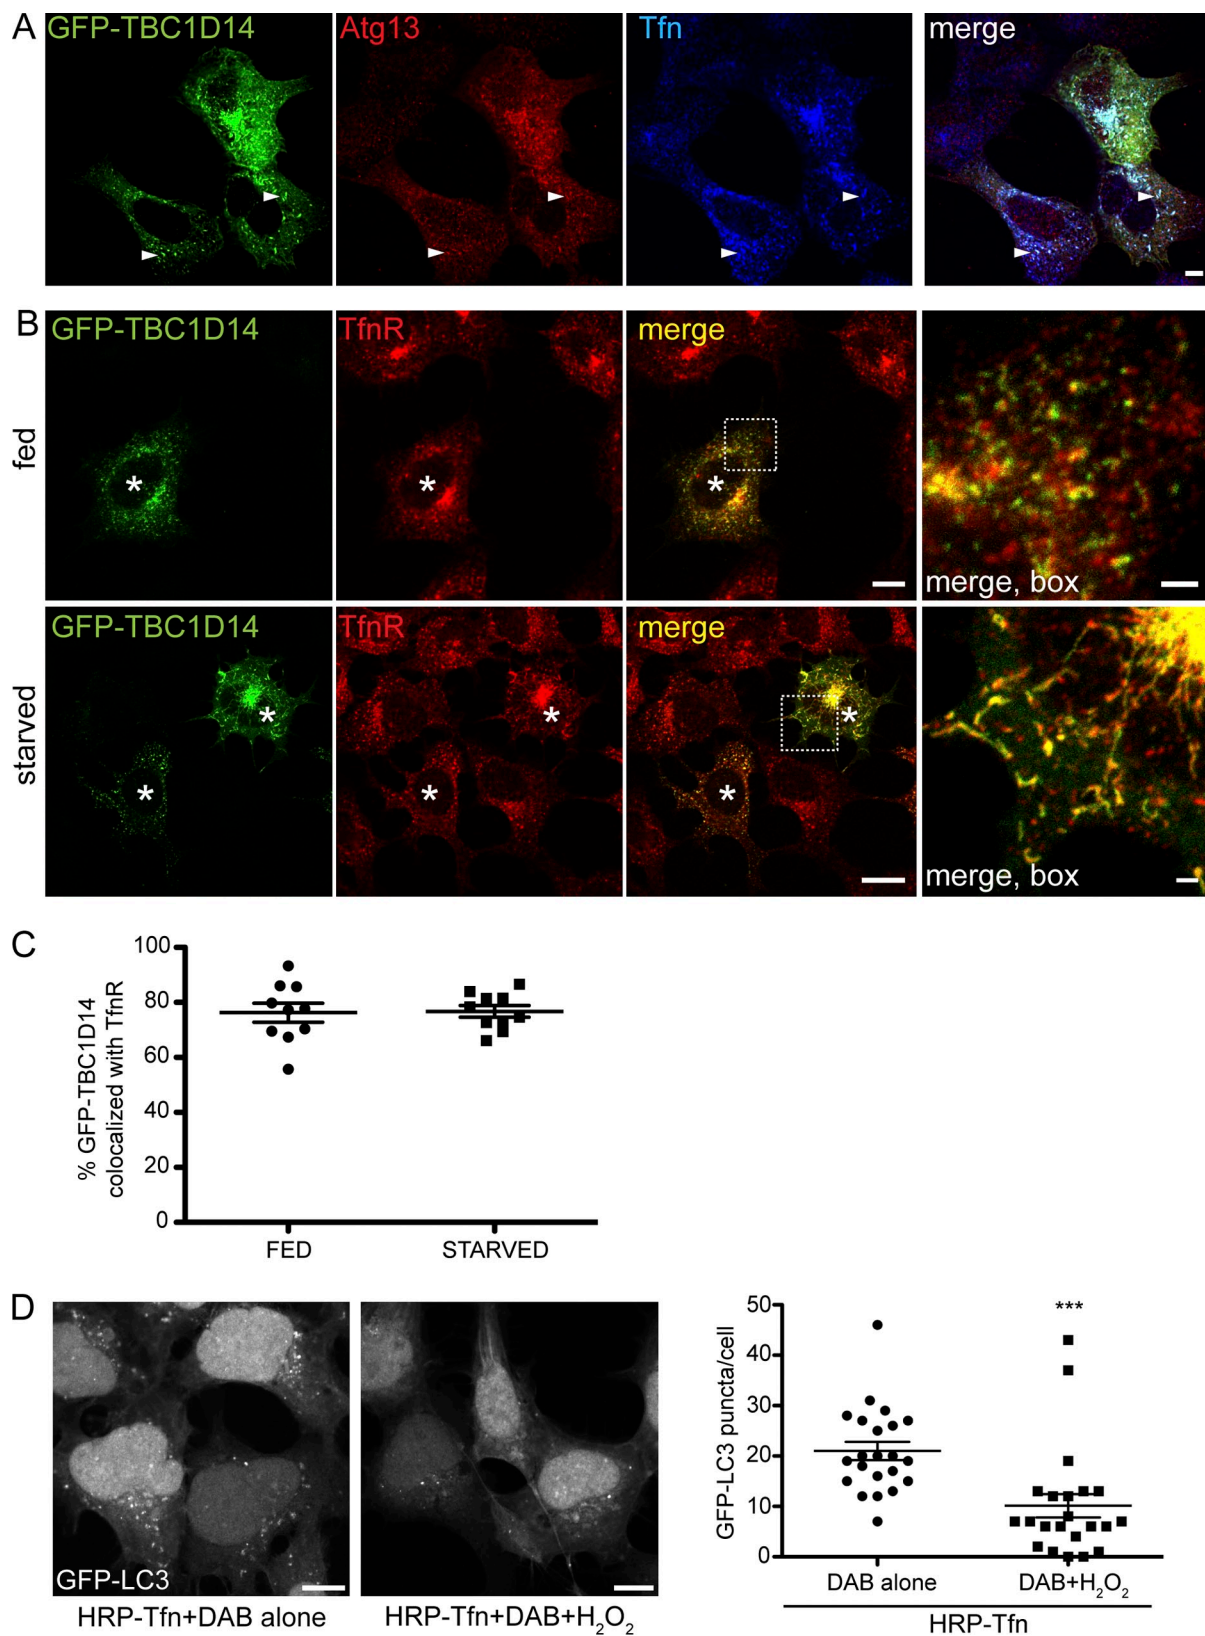 A
GFP-TBC1D14 Atg13 Tfn merge
B
fed
GFP-TBC1D14 TfnR merge
*
*
*
merge, box
starved
GFP-TBC1D14 TfnR merge
* * *
* * *
merge, box
C
% GFP-TBC1D14
colocalized with TfnR
100
80
60
40
20
0
FED STARVED
D
GFP-LC3
HRP-Tfn+DAB alone HRP-Tfn+DAB+H₂O₂
GFP-LC3 puncta/cell
50
40
30
20
10
0
***
DAB alone DAB+H₂O₂
HRP-Tfn